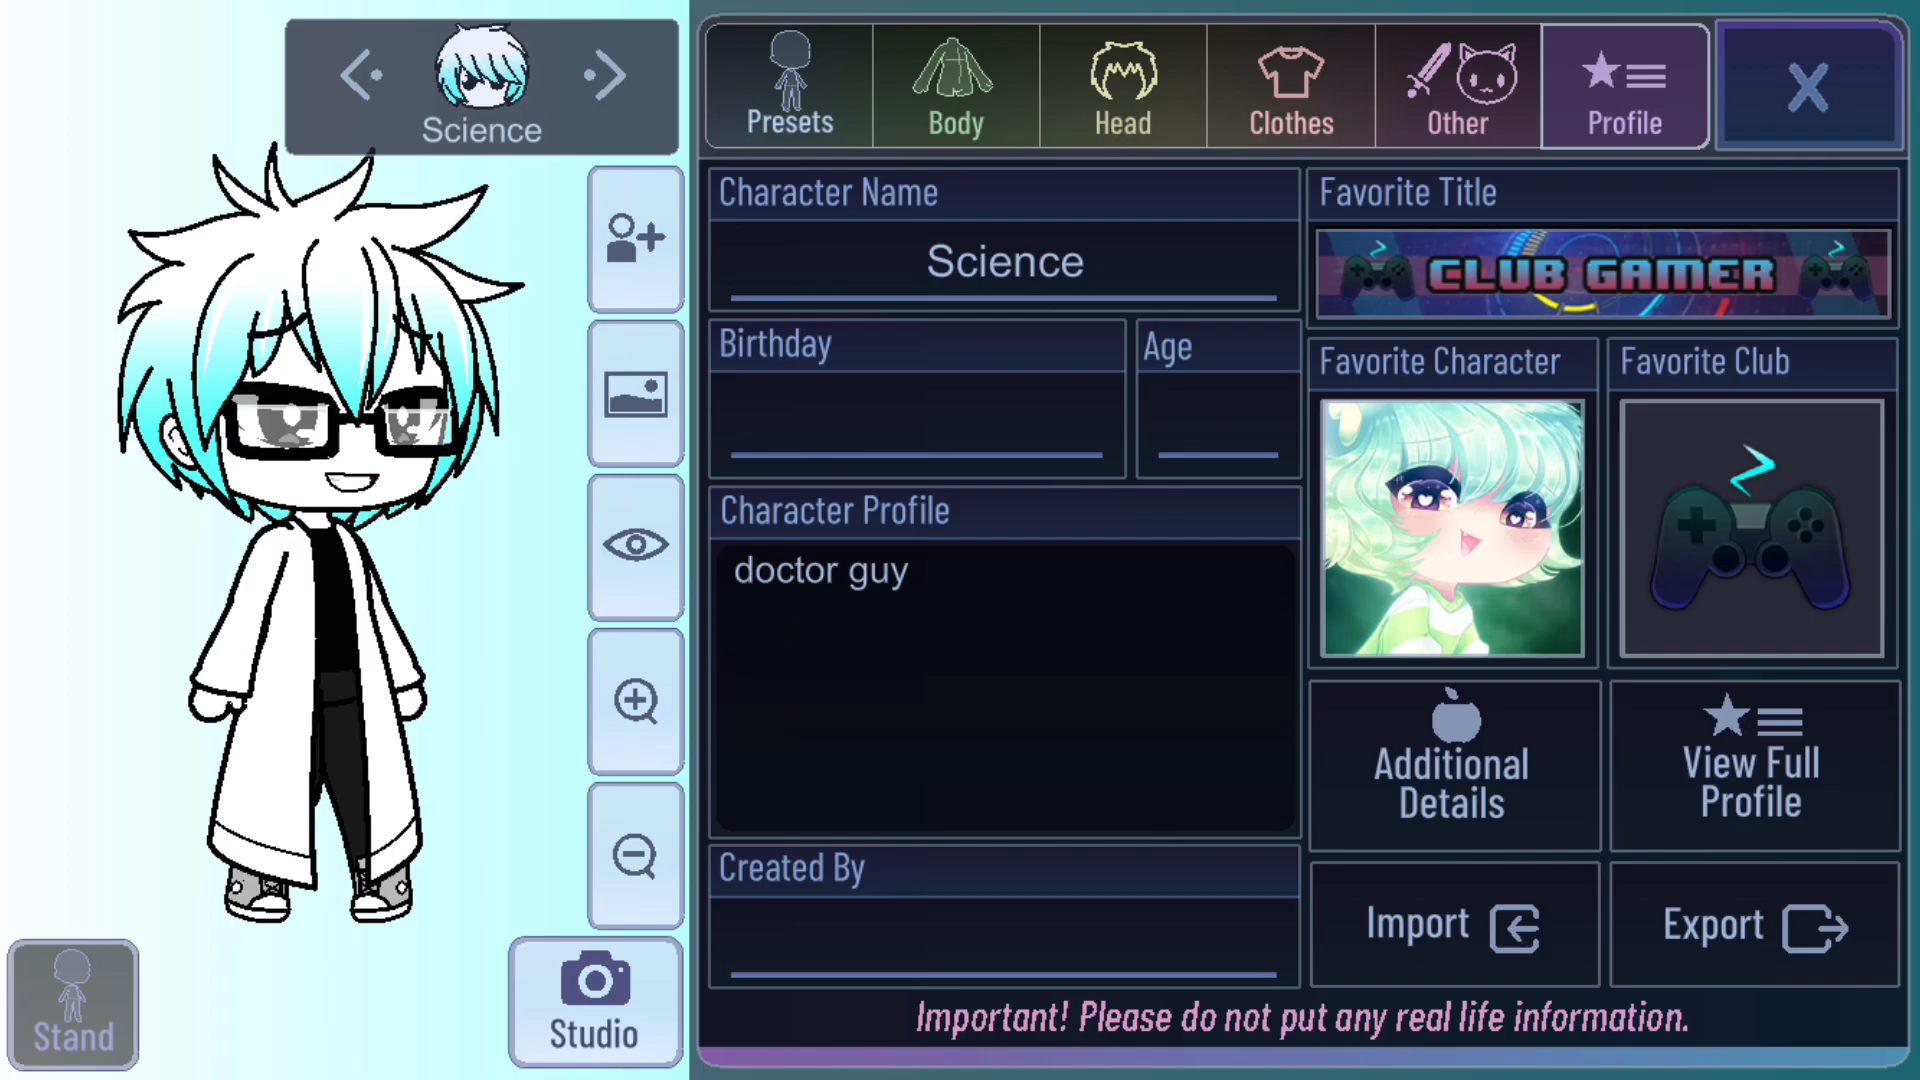 Science
Presets
Body
Head
Clothes
Other
Profile
X
Character Name
Science
Favorite Title
CLUB GAMER
Birthday
Age
Favorite Character
Favorite Club
Character Profile
doctor guy
Additional
Details
View Full
Profile
Created By
Import
Export
Stand
Studio
Important! Please do not put any real life information.